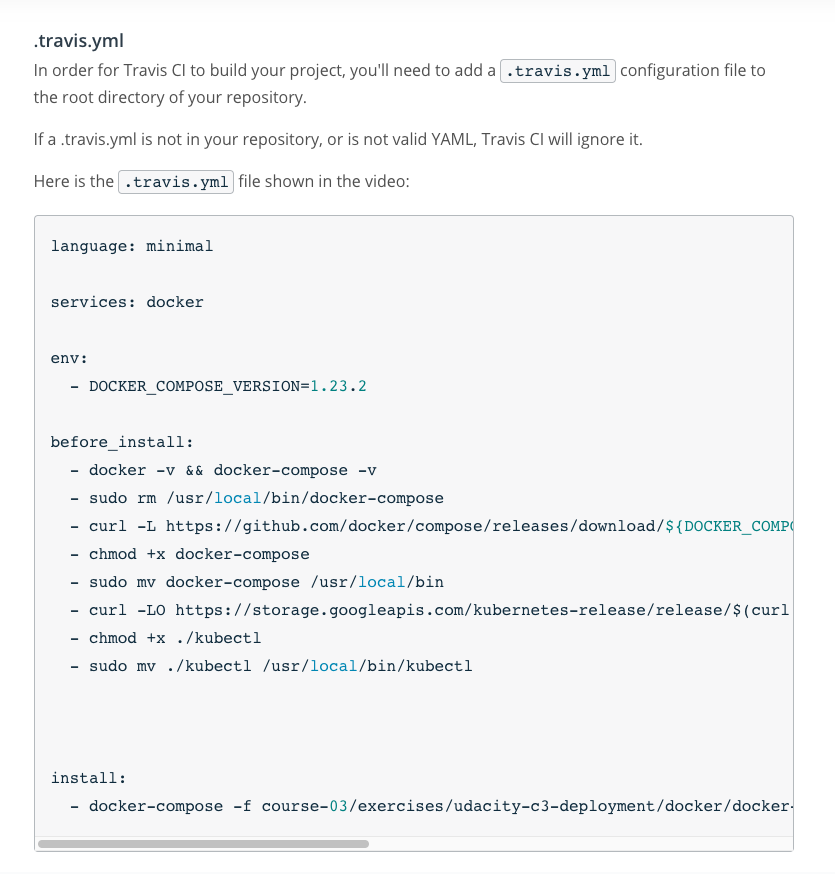 .travis.yml
In order for Travis CI to build your project, you'll need to add a .travis.yml configuration file to
the root directory of your repository.
If a .travis.yml is not in your repository, or is not valid YAML, Travis CI will ignore it.
Here is the .travis.yml file shown in the video:
language: minimal
services: docker
env:
  - DOCKER_COMPOSE_VERSION=1.23.2
before_install:
  - docker -v && docker-compose -v
  - sudo rm /usr/local/bin/docker-compose
  - curl -L https://github.com/docker/compose/releases/download/${DOCKER_COMPO
  - chmod +x docker-compose
  - sudo mv docker-compose /usr/local/bin
  - curl -LO https://storage.googleapis.com/kubernetes-release/release/$(curl
  - chmod +x ./kubectl
  - sudo mv ./kubectl /usr/local/bin/kubectl
install:
  - docker-compose -f course-03/exercises/udacity-c3-deployment/docker/docker-